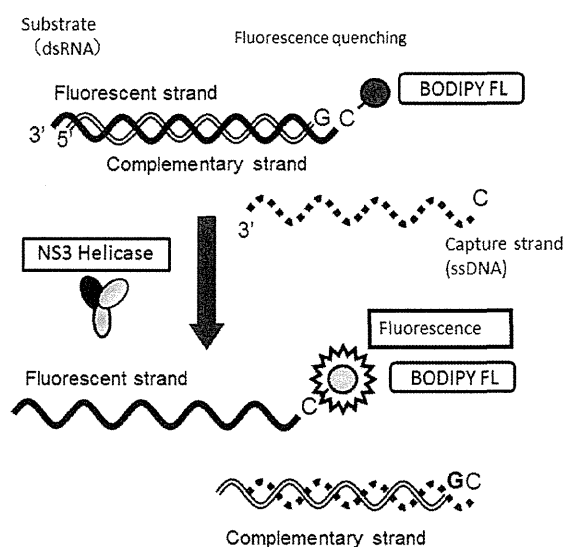 Substrate
(dsRNA)
Fluorescence quenching
BODIPY FL
Fluorescent strand
G C
3' 5'
Complementary strand
C
3'
Capture strand
(ssDNA)
NS3 Helicase
Fluorescence
BODIPY FL
Fluorescent strand
C
GC
Complementary strand